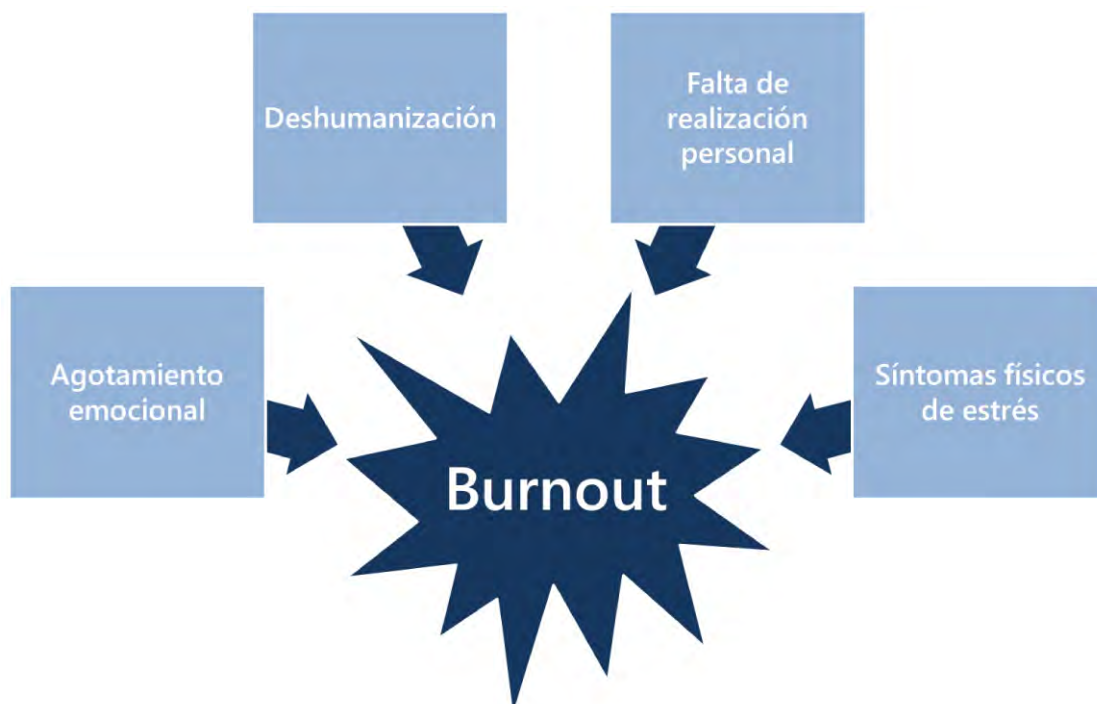 Deshumanización
Falta de
realización
personal
Agotamiento
emocional
Síntomas físicos
de estrés
Burnout